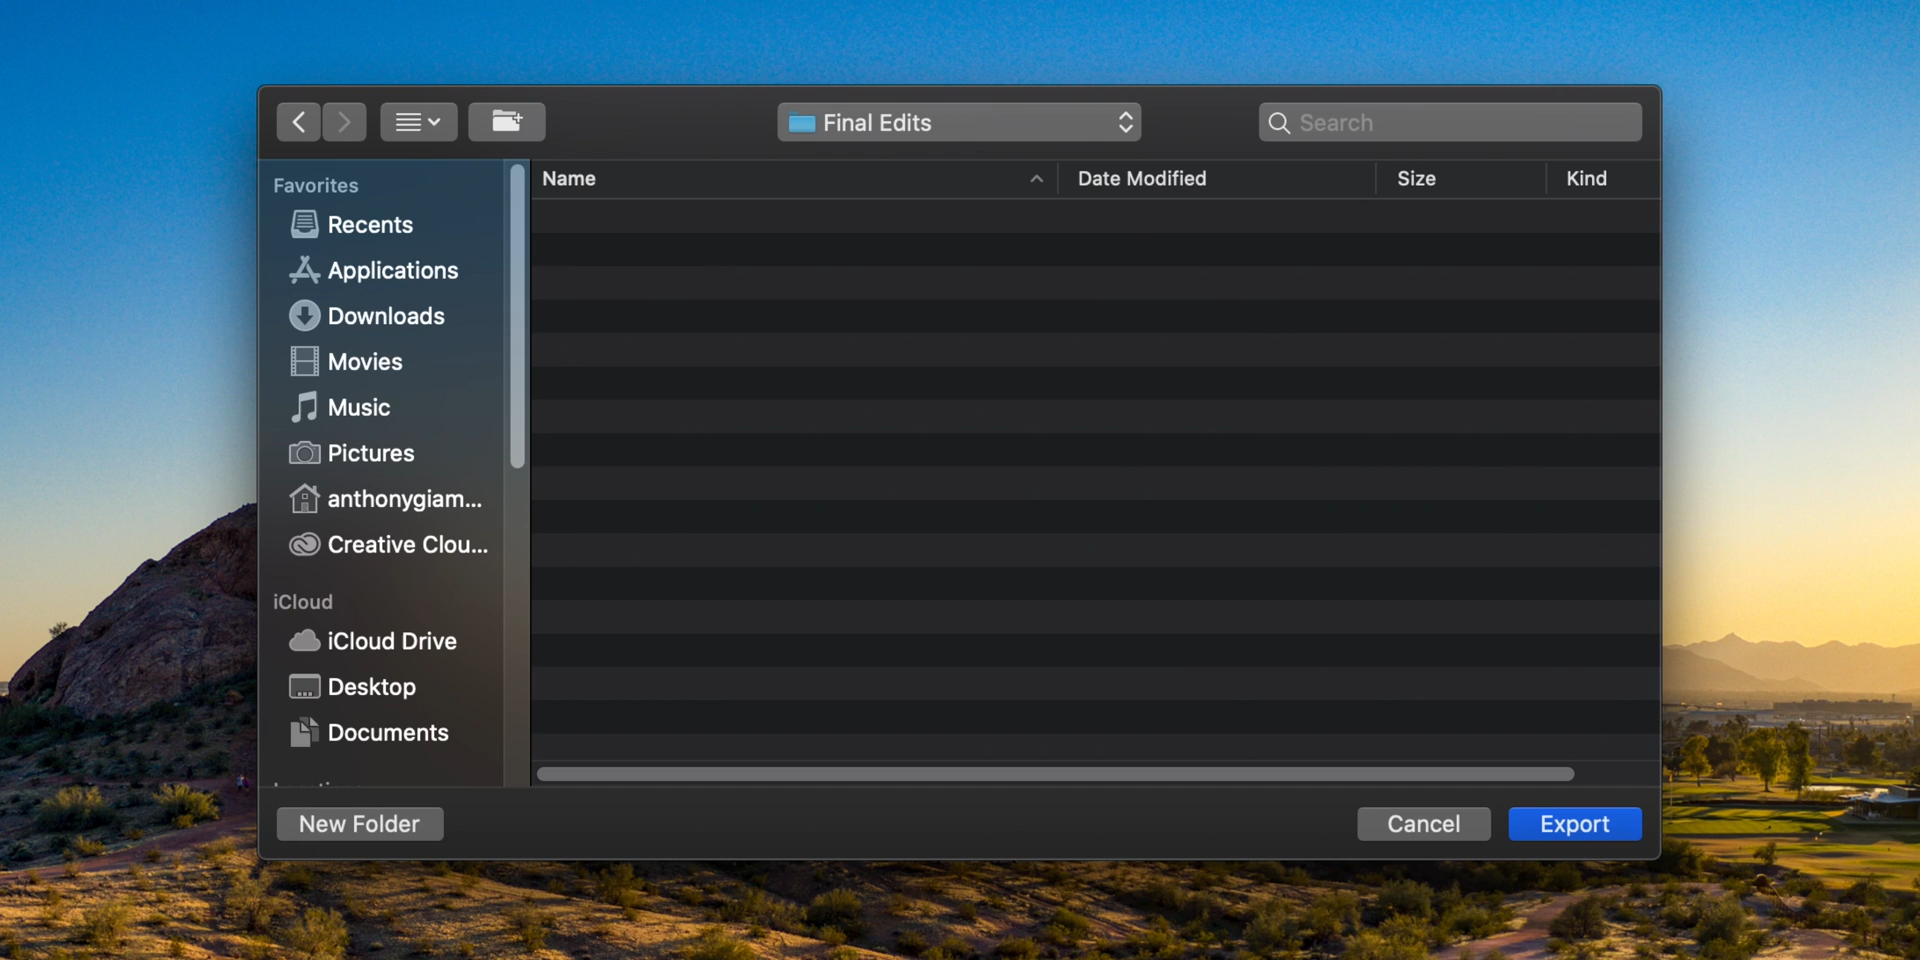 Final Edits
Search
Favorites
Recents
Applications
Downloads
Movies
Music
Pictures
anthonygiam...
Creative Clou...
iCloud
iCloud Drive
Desktop
Documents
Name Date Modified Size Kind
New Folder
Cancel
Export